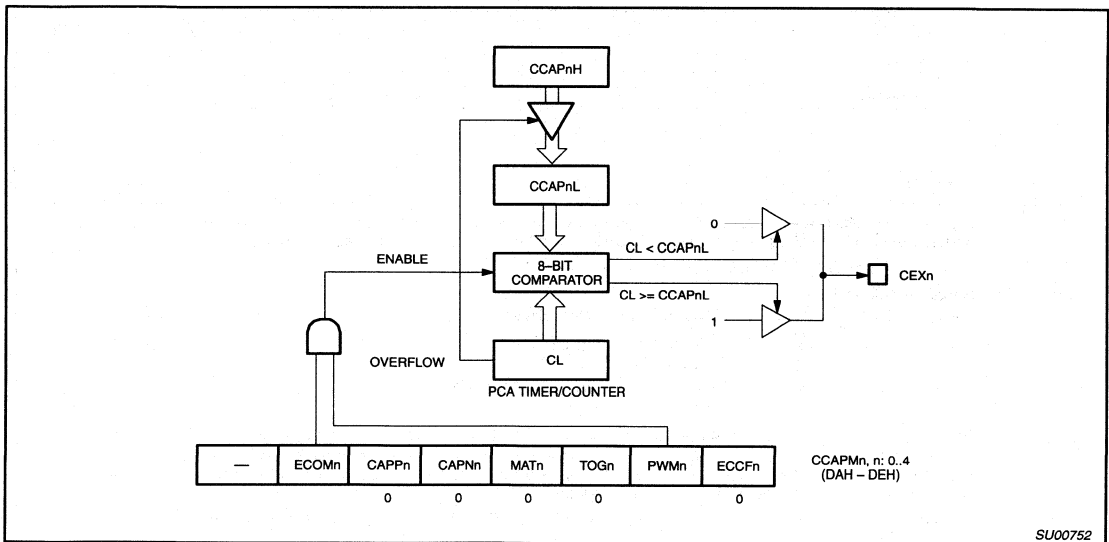 CCAPnH
CCAPnL
0
CL < CCAPnL
ENABLE
8–BIT
COMPARATOR
CEXn
CL >= CCAPnL
1
OVERFLOW
CL
PCA TIMER/COUNTER
— ECOMn CAPPn CAPNn MATn TOGn PWMn ECCFn
CCAPMn, n: 0..4
(DAH – DEH)
0 0 0 0 0
SU00752